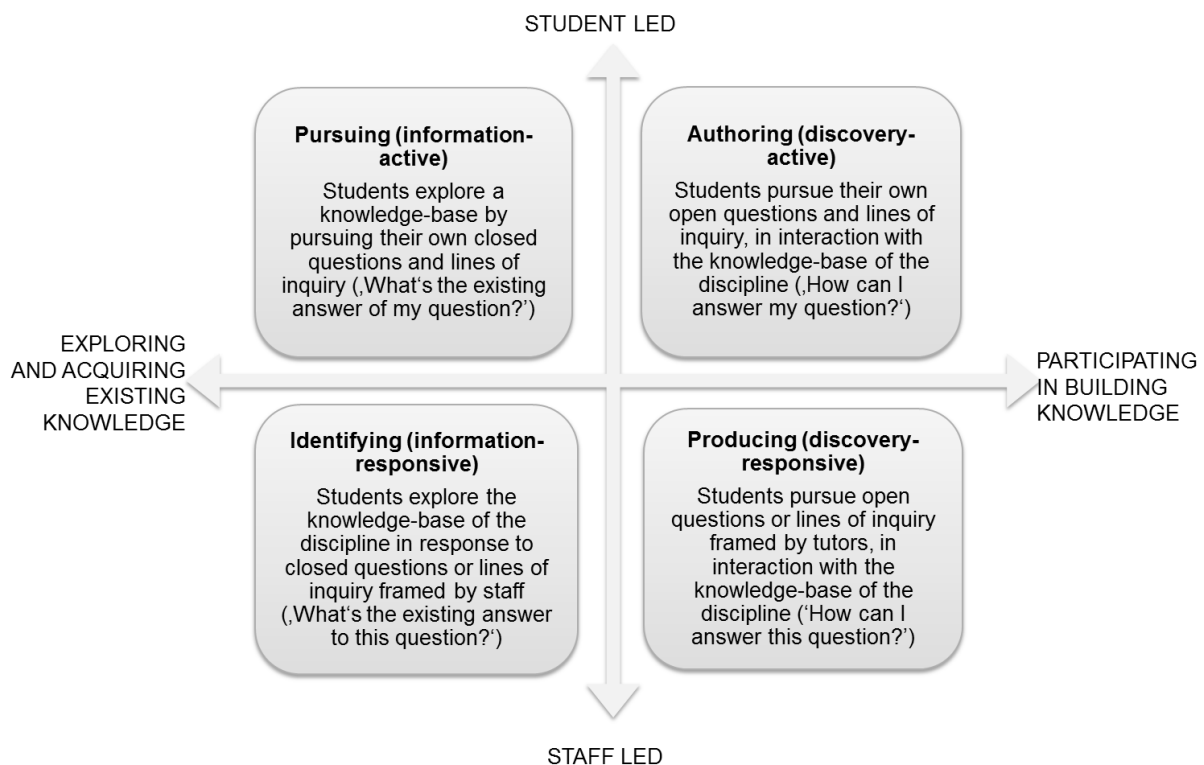 STUDENT LED
Pursuing (information-
active)
Students explore a
knowledge-base by
pursuing their own closed
questions and lines of
inquiry (‚What‘s the existing
answer of my question?’)
Authoring (discovery-
active)
Students pursue their own
open questions and lines of
inquiry, in interaction with
the knowledge-base of the
discipline (‚How can I
answer my question?‘)
EXPLORING
AND ACQUIRING
EXISTING
KNOWLEDGE
PARTICIPATING
IN BUILDING
KNOWLEDGE
Identifying (information-
responsive)
Students explore the
knowledge-base of the
discipline in response to
closed questions or lines of
inquiry framed by staff
(‚What‘s the existing answer
to this question?‘)
Producing (discovery-
responsive)
Students pursue open
questions or lines of inquiry
framed by tutors, in
interaction with the
knowledge-base of the
discipline (‘How can I
answer this question?’)
STAFF LED